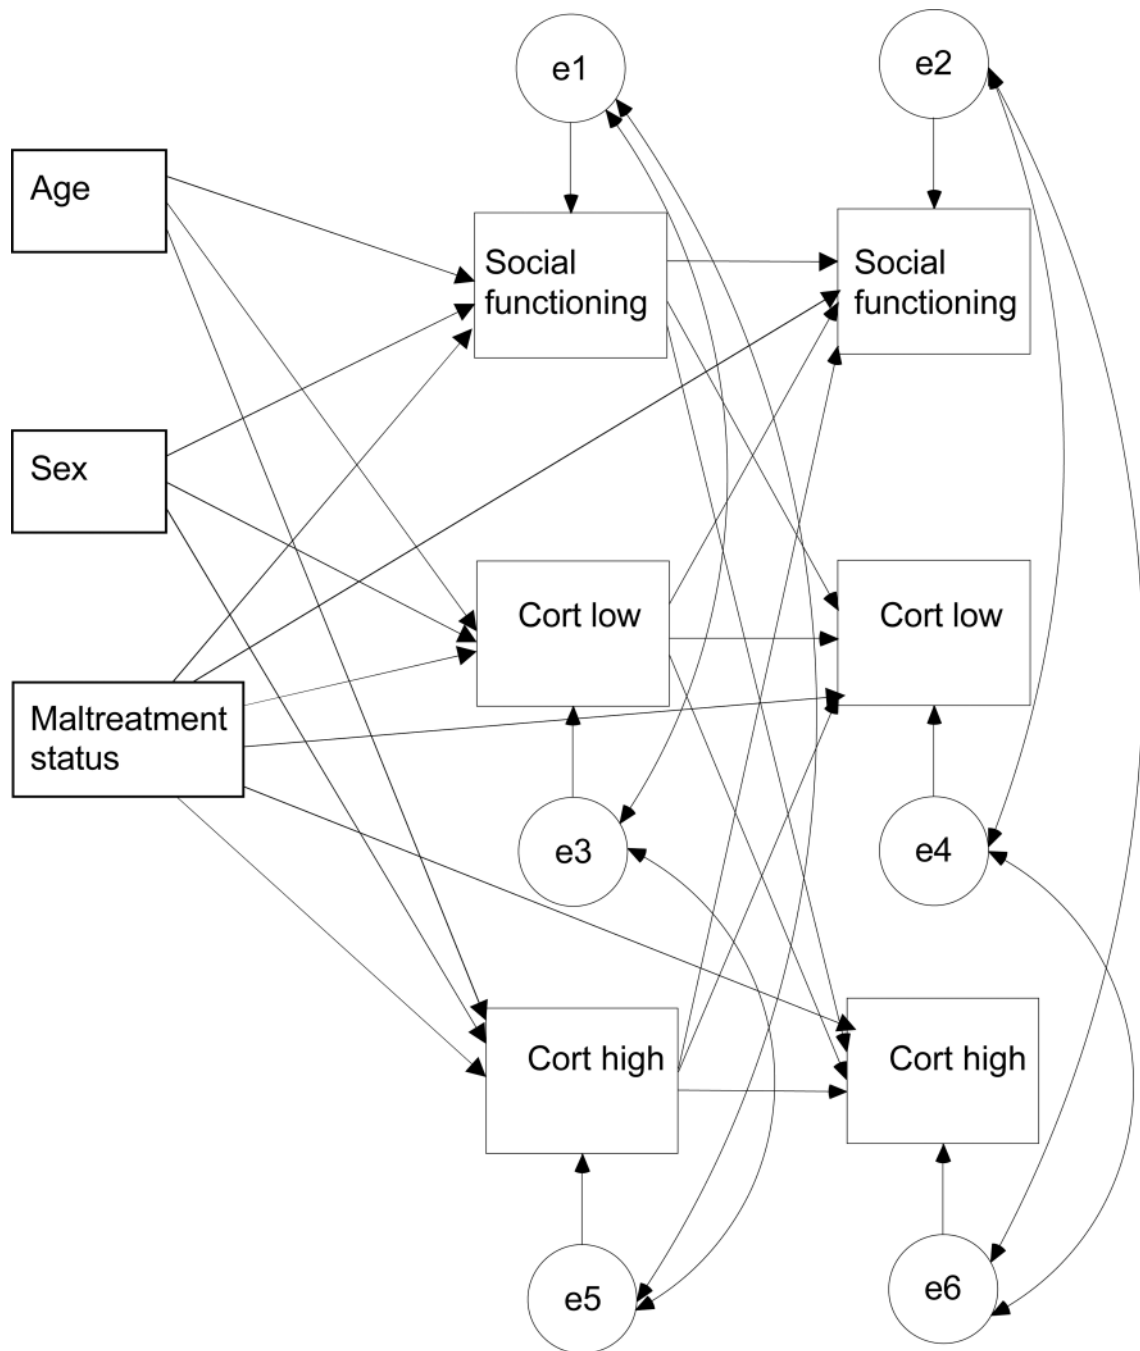 e1
e2
Age
Social
functioning
Social
functioning
Sex
Cort low
Cort low
Maltreatment
status
e3
e4
Cort high
Cort high
e5
e6